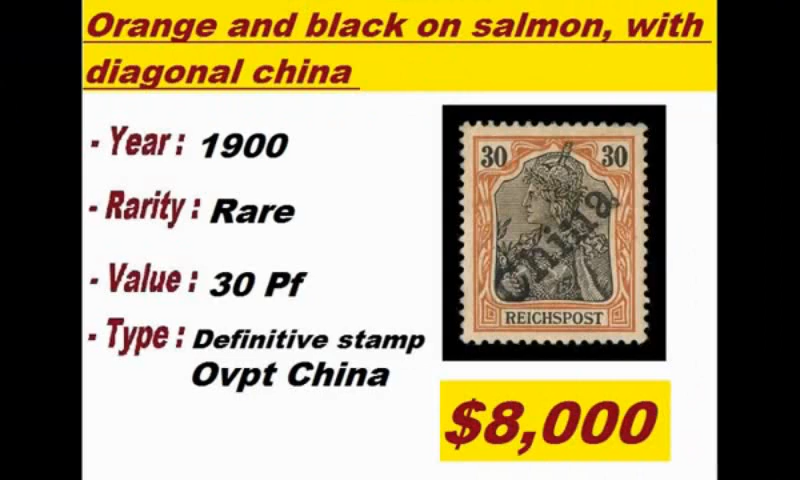 Orange and black on salmon, with
diagonal china
- Year : 1900
- Rarity : Rare
- Value : 30 Pf
- Type : Definitive stamp
Ovpt China
30 30
China
REICHSPOST
$8,000